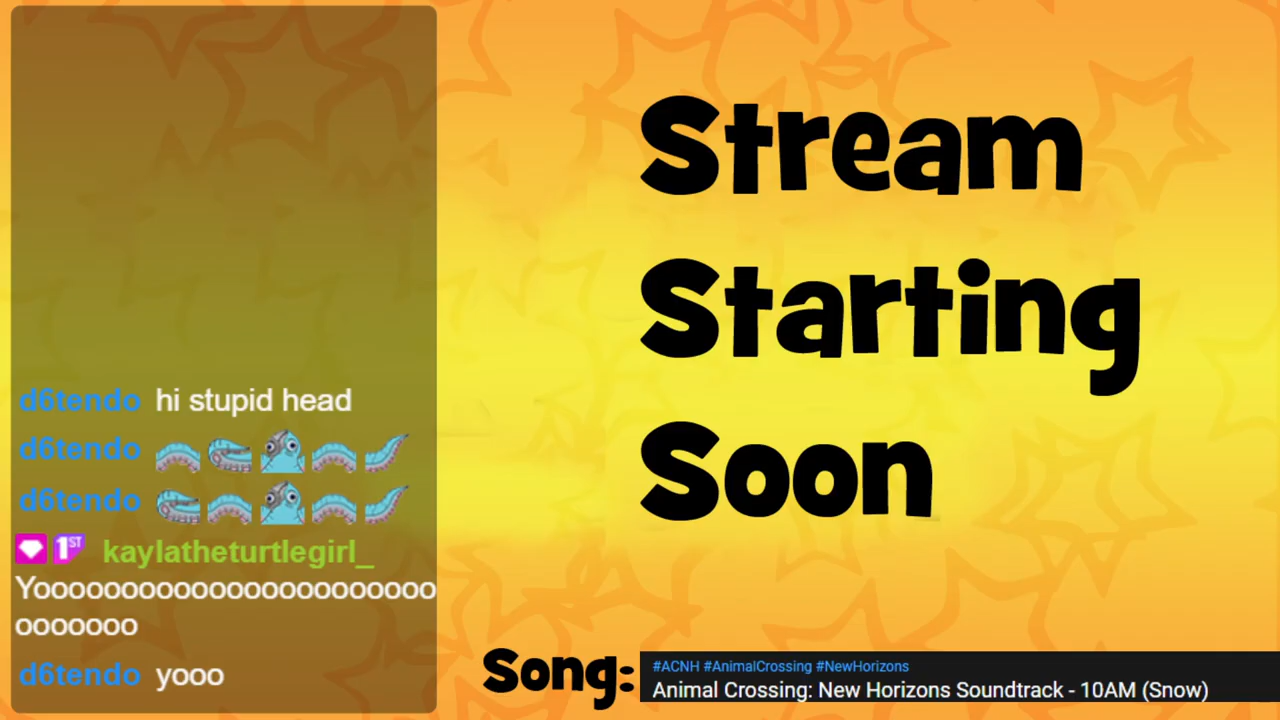 Stream
Starting
Soon
d6tendo hi stupid head
d6tendo
d6tendo
1ST kaylatheturtlegirl_
Yooooooooooooooooooooooo
ooooooo
d6tendo yooo
Song:
#ACNH #AnimalCrossing #NewHorizons
Animal Crossing: New Horizons Soundtrack - 10AM (Snow)